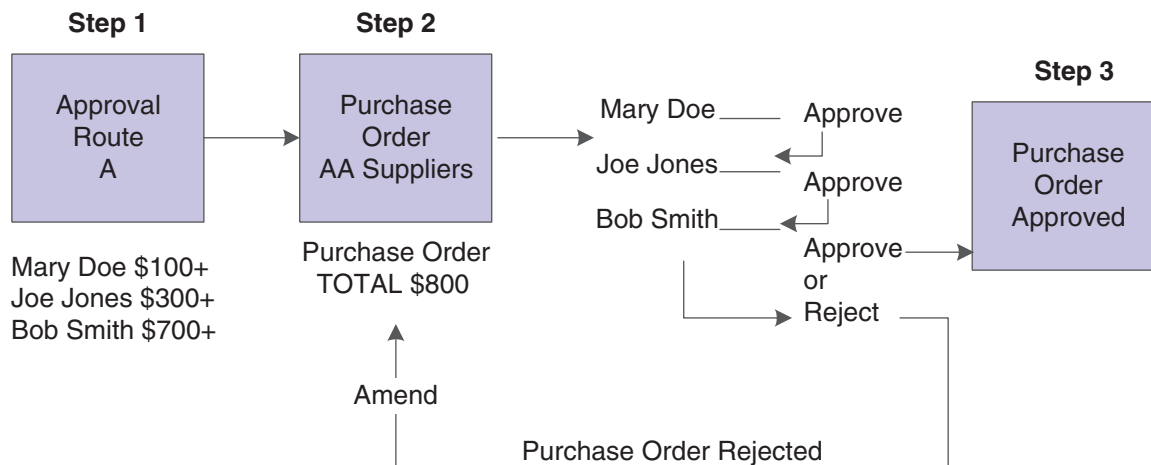 Step 1
Approval
Route
A
Mary Doe $100+
Joe Jones $300+
Bob Smith $700+
Step 2
Purchase
Order
AA Suppliers
Purchase Order
TOTAL $800
Mary Doe
Approve
Joe Jones
Approve
Bob Smith
Approve
or
Reject
Step 3
Purchase
Order
Approved
Amend
Purchase Order Rejected